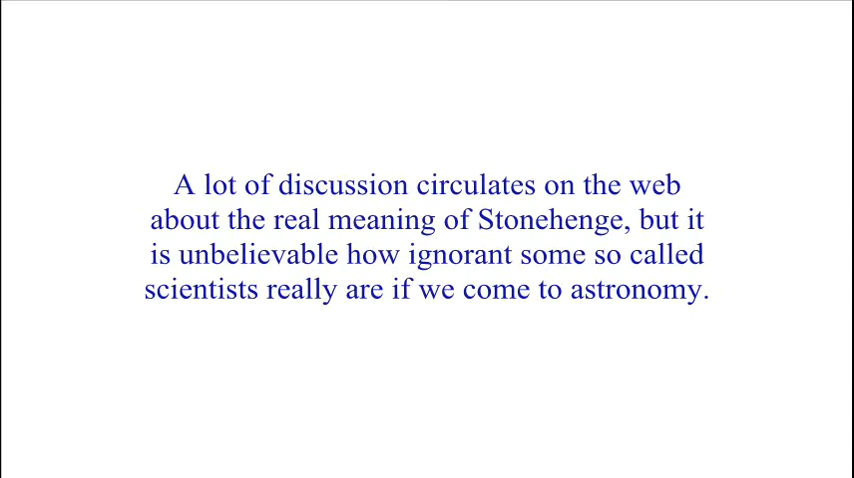 A lot of discussion circulates on the web
about the real meaning of Stonehenge, but it
is unbelievable how ignorant some so called
scientists really are if we come to astronomy.